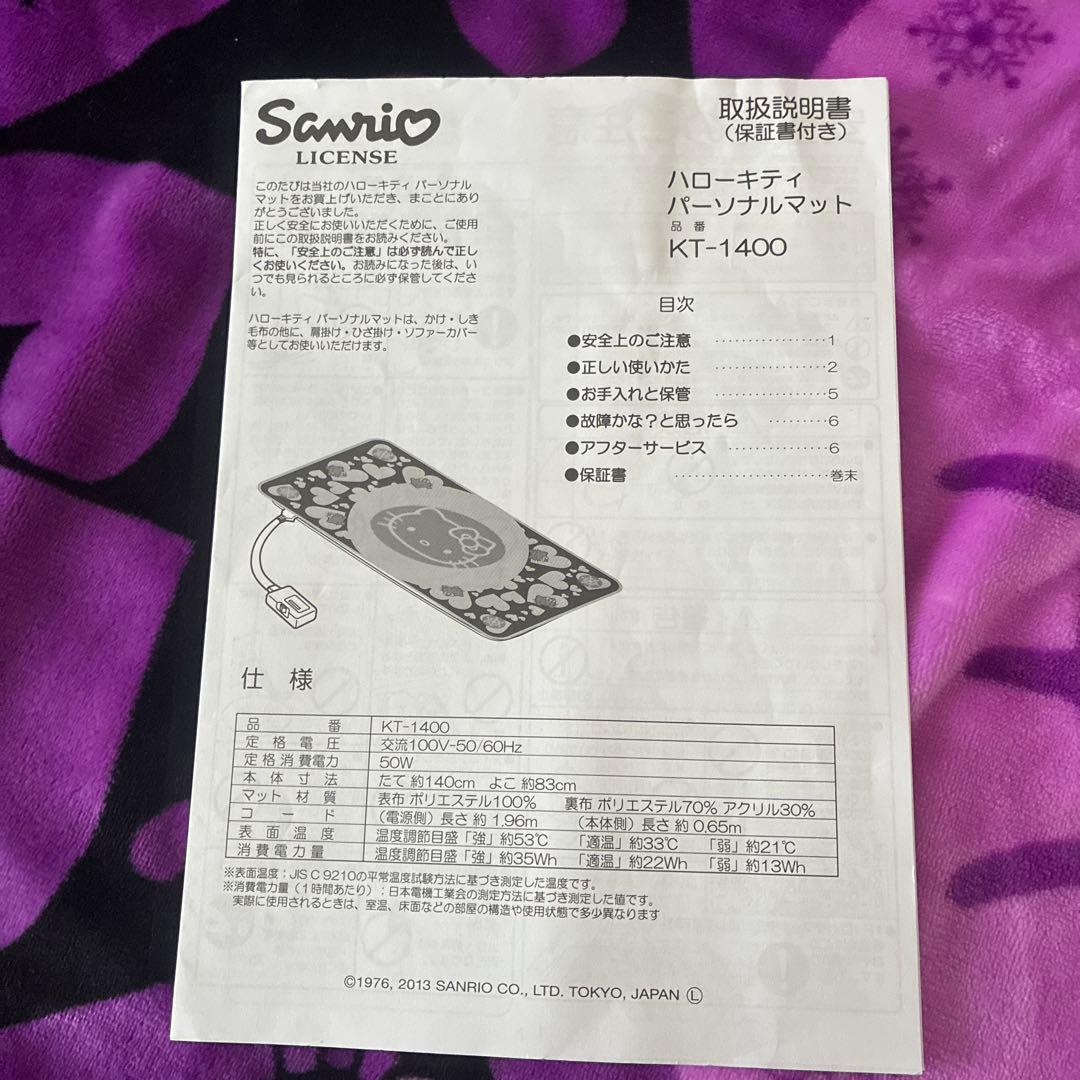 Sanrio
LICENSE
取扱説明書
(保証書付き)
ハローキティ
パーソナルマット
品番
KT-1400
このたびは当社のハローキティ パーソナル
マットをお買上げいただき、まことにあり
がとうございました。
正しく安全にお使いいただくために、ご使用
前にこの取扱説明書をお読みください。
特に、「安全上のご注意」は必ず読んで正し
くお使いください。お読みになった後は、い
つでも見られるところに必ず保管してくださ
い。
ハローキティ パーソナルマットは、かけ・しき
毛布の他に、肩掛け・ひざ掛け・ソファーカバー
等としてお使いいただけます。
目次
●安全上のご注意 ………………1
●正しい使いかた ………………2
●お手入れと保管 ………………5
●故障かな?と思ったら ………6
●アフターサービス ……………6
●保証書 ……………………巻末
仕 様
品番 KT-1400
定格電圧 交流100V-50/60Hz
定格消費電力 50W
本体寸法 たて 約140cm よこ 約83cm
マット材質 表布 ポリエステル100% 裏布 ポリエステル70% アクリル30%
コード (電源側) 長さ 約 1.96m (本体側) 長さ 約 0.65m
表面温度 温度調節目盛「強」約53℃ 「適温」約33℃ 「弱」約21℃
消費電力量 温度調節目盛「強」約35Wh 「適温」約22Wh 「弱」約13Wh
※表面温度:JIS C 9210の平常温度試験方法に基づき測定した温度です。
※消費電力量(1時間あたり):日本電機工業会の測定方法に基づき測定した値です。
実際に使用されるときは、室温、床面などの部屋の構造や使用状態で多少異なります
©1976, 2013 SANRIO CO., LTD. TOKYO, JAPAN Ⓛ